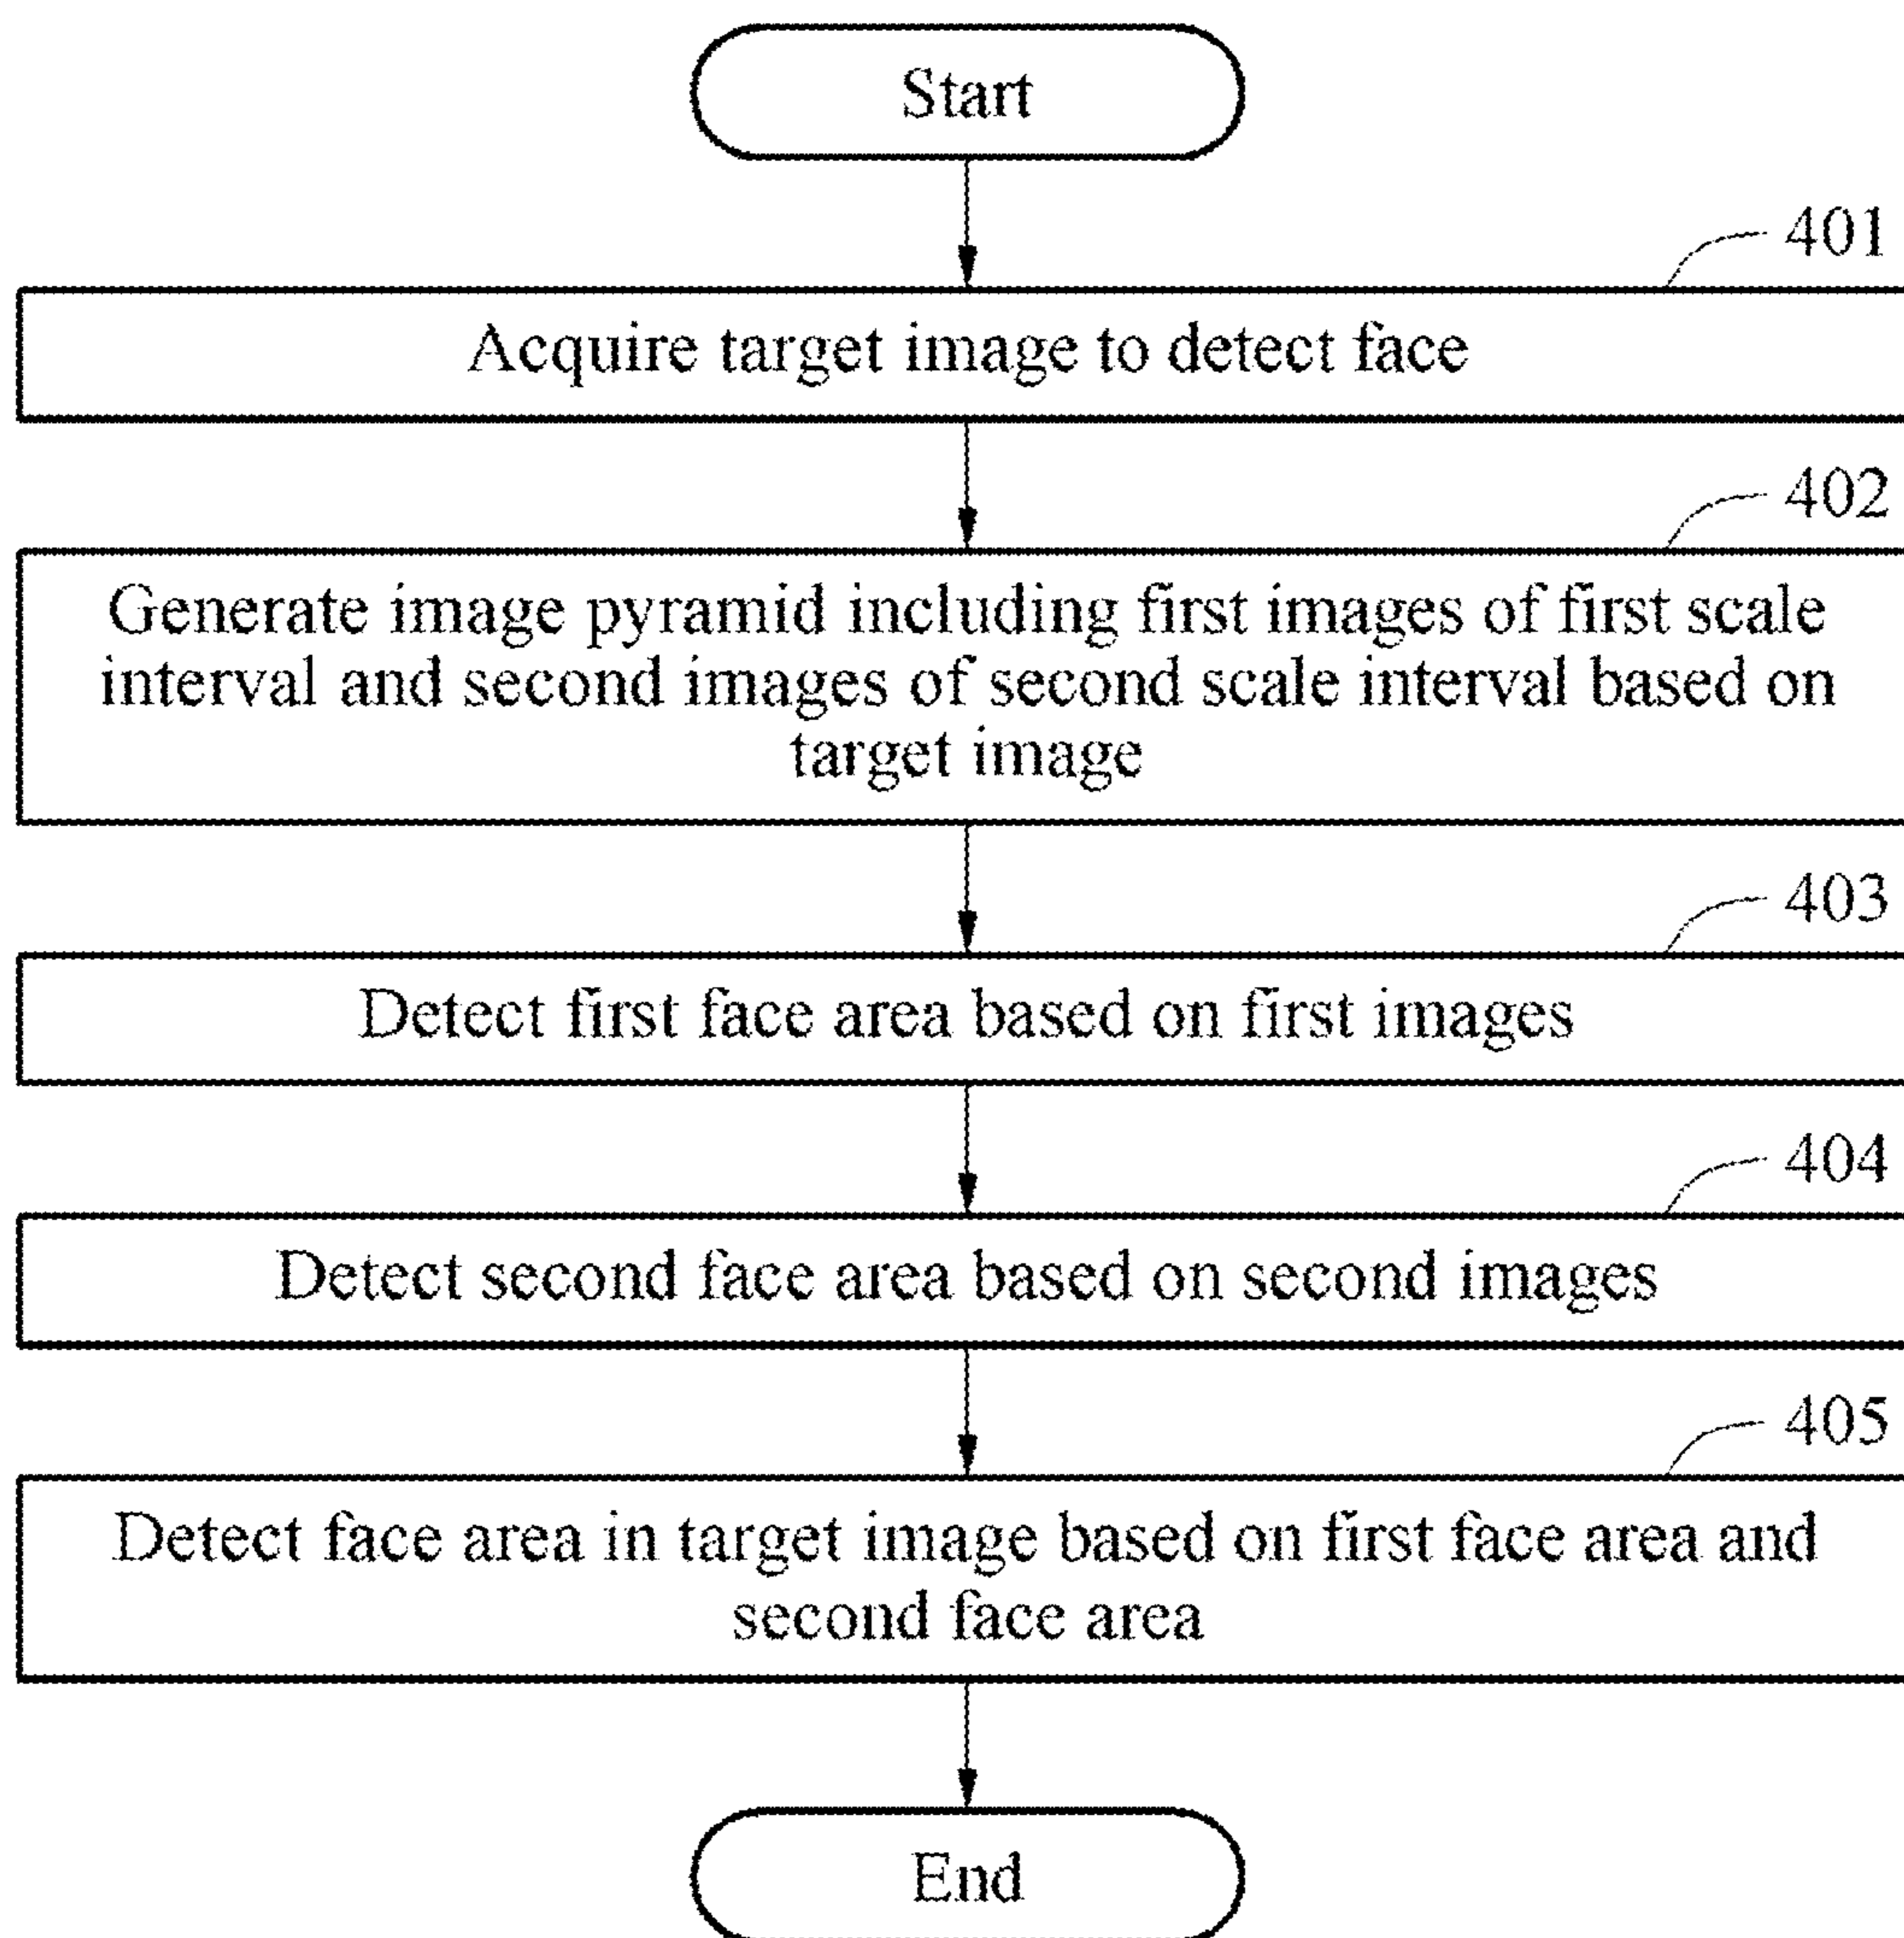 Start
401
Acquire target image to detect face
402
Generate image pyramid including first images of first scale
interval and second images of second scale interval based on
target image
403
Detect first face area based on first images
404
Detect second face area based on second images
405
Detect face area in target image based on first face area and
second face area
End